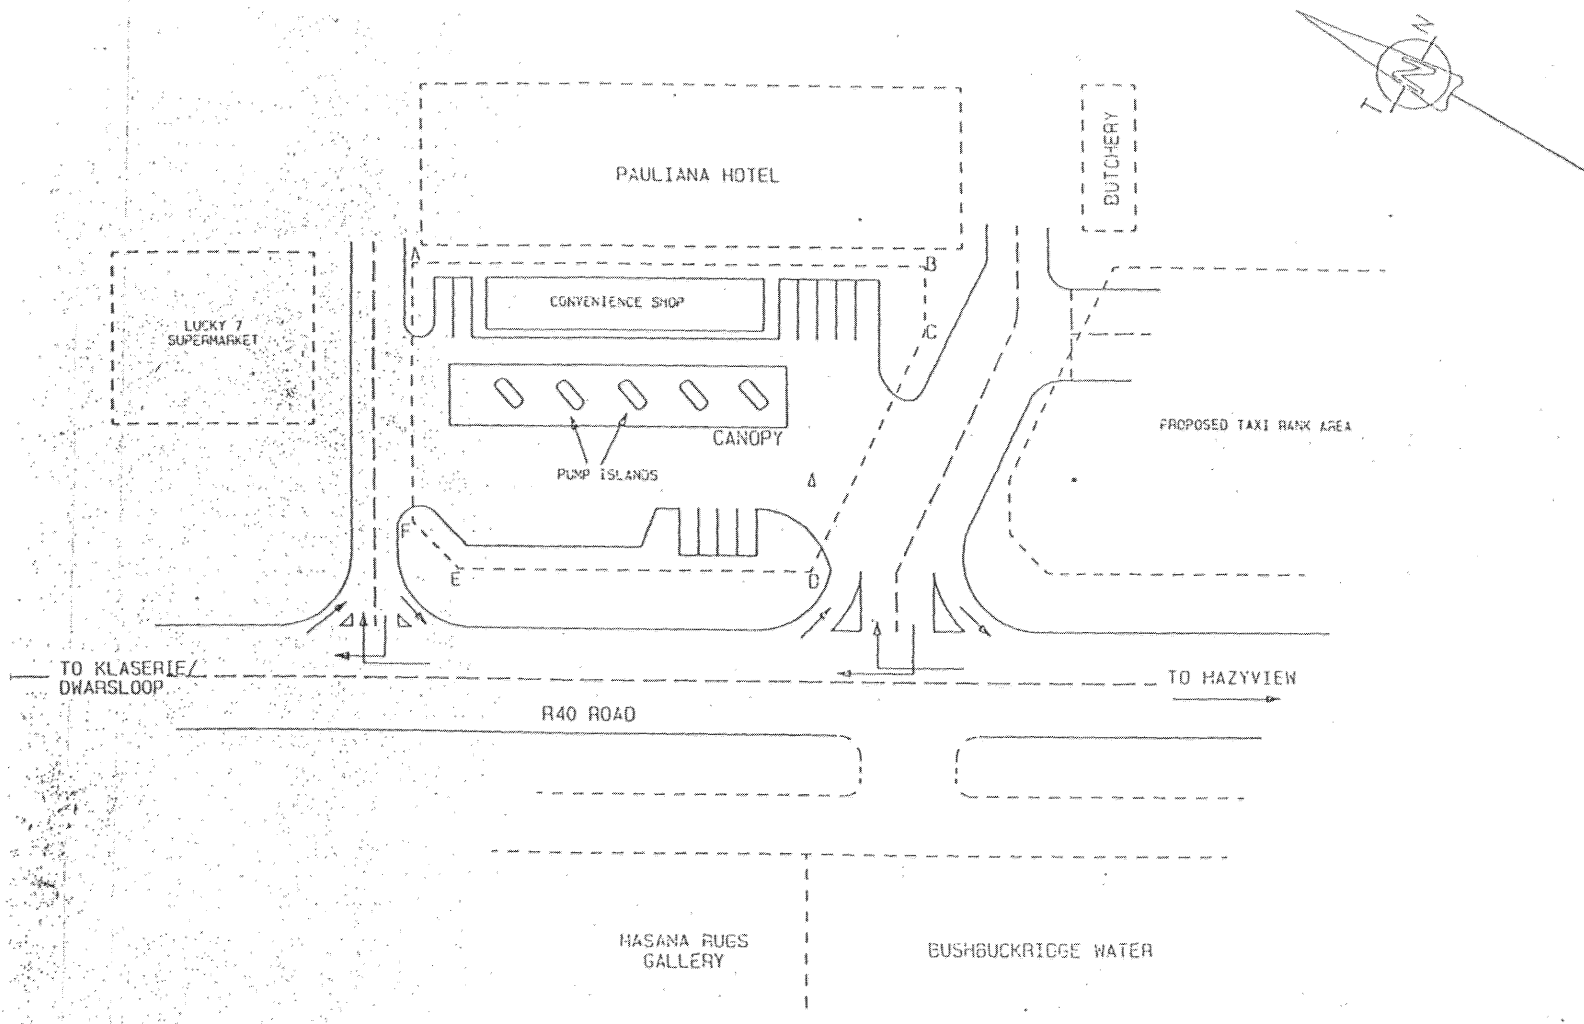 N
T
PAULIANA HOTEL
BUTCHERY
A
B
CONVENIENCE SHOP
LUCKY 7
SUPERMARKET
C
CANOPY
PROPOSED TAXI RANK AREA
PUMP ISLANDS
F
E
D
TO KLASERIE/
DWARSLOOP
TO HAZYVIEW
R40 ROAD
HASANA RUGS
GALLERY
BUSHBUCKRIDGE WATER